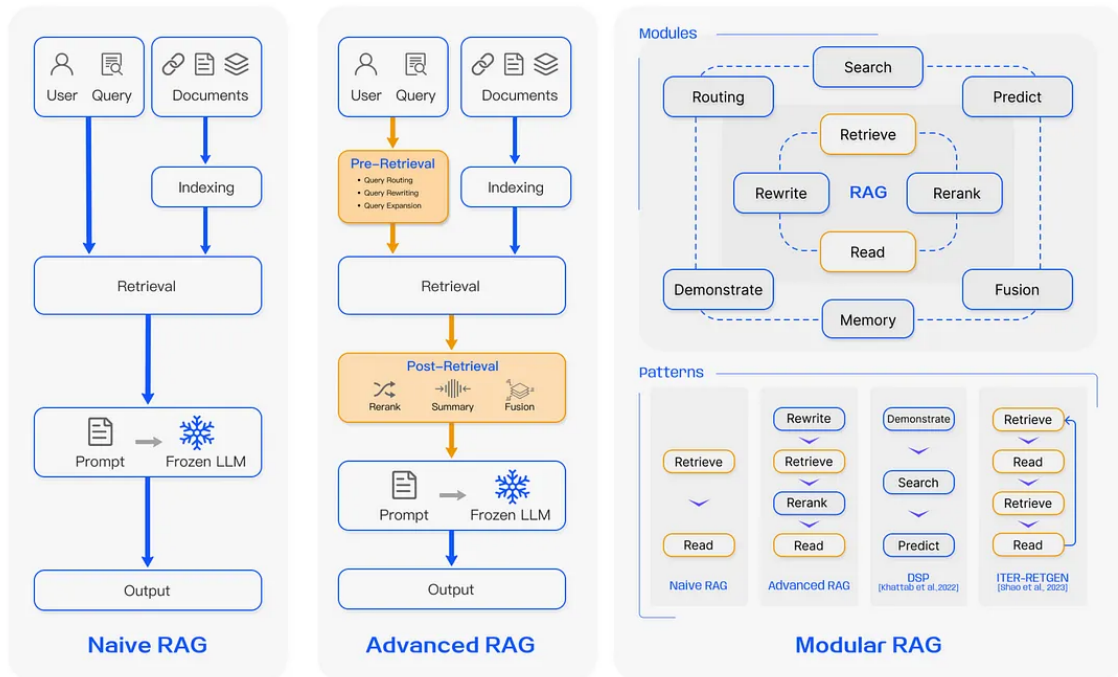 User Query
Documents
Indexing
Retrieval
Prompt
Frozen LLM
Output
Naive RAG
User Query
Documents
Pre-Retrieval
• Query Routing
• Query Rewriting
• Query Expansion
Indexing
Retrieval
Post-Retrieval
Rerank
Summary
Fusion
Prompt
Frozen LLM
Output
Advanced RAG
Modules
Search
Routing
Predict
Retrieve
Rewrite
RAG
Rerank
Read
Demonstrate
Fusion
Memory
Patterns
Retrieve
Read
Naive RAG
Rewrite
Retrieve
Rerank
Read
Advanced RAG
Demonstrate
Search
Predict
DSP
[Khattab et al.,2022]
Retrieve
Read
Retrieve
Read
ITER-RETGEN
[Shao et al., 2023]
Modular RAG